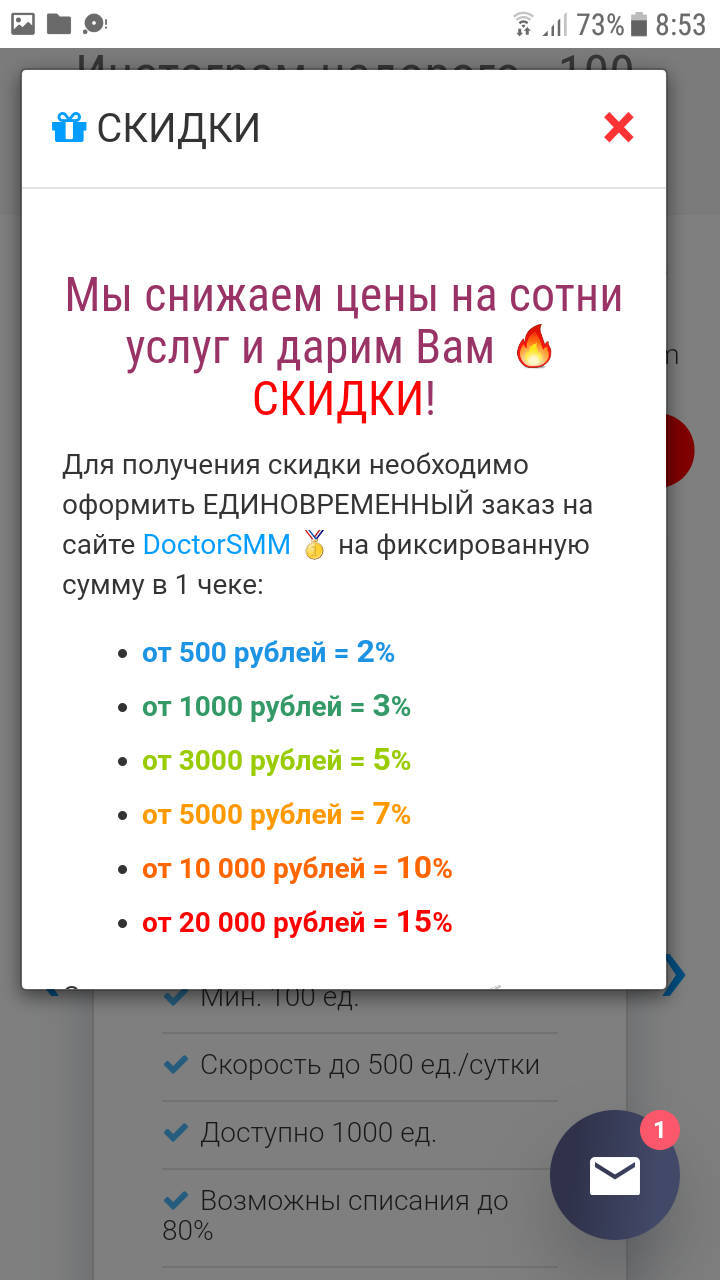 73% 8:53
Инстаграм недорого 100
СКИДКИ
Мы снижаем цены на сотни
услуг и дарим Вам 🔥
СКИДКИ!
m
Для получения скидки необходимо
оформить ЕДИНОВРЕМЕННЫЙ заказ на
сайте DoctorSMM 🏅 на фиксированную
сумму в 1 чеке:
от 500 рублей = 2%
от 1000 рублей = 3%
от 3000 рублей = 5%
от 5000 рублей = 7%
от 10 000 рублей = 10%
от 20 000 рублей = 15%
Мин. 100 ед.
Скорость до 500 ед./сутки
Доступно 1000 ед.
1
Возможны списания до
80%